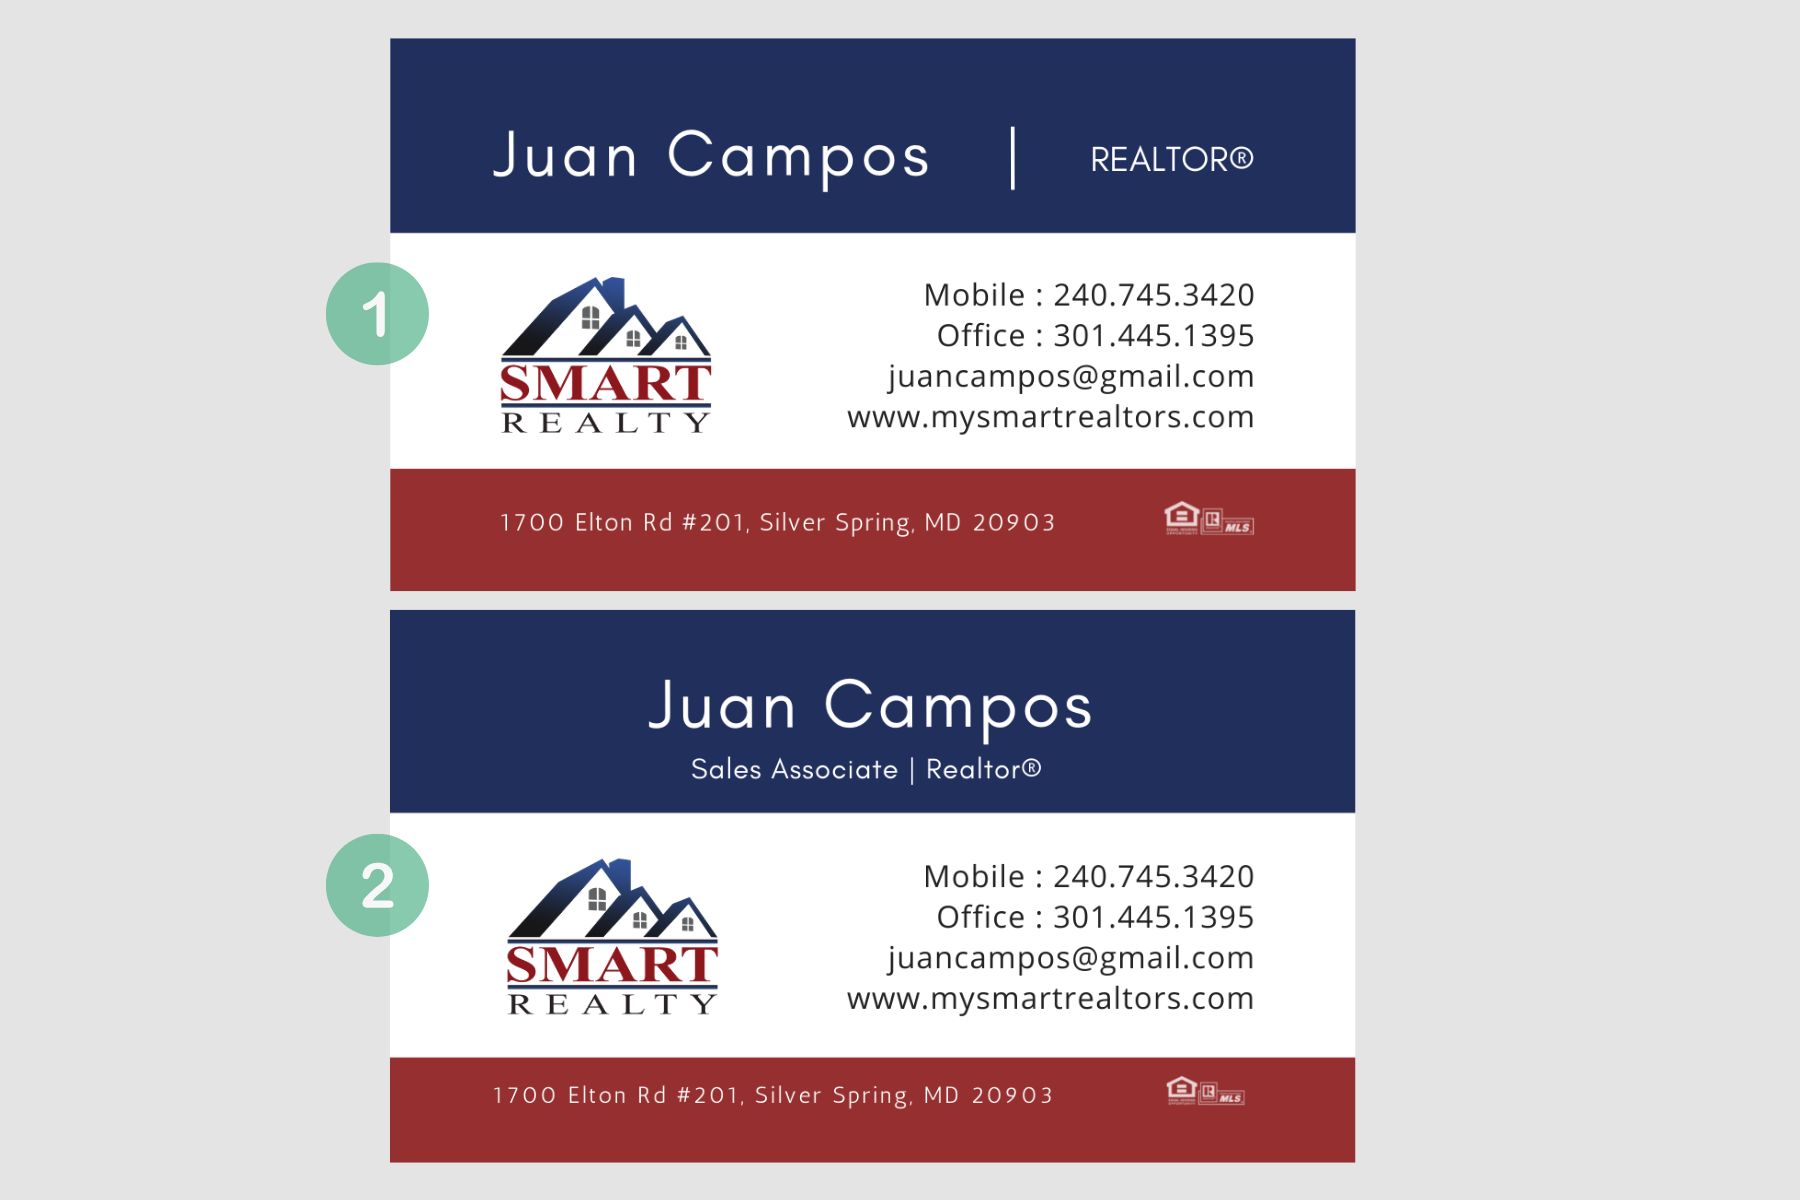 Juan Campos | REALTOR®
1
SMART
REALTY
Mobile : 240.745.3420
Office : 301.445.1395
juancampos@gmail.com
www.mysmartrealtors.com
1700 Elton Rd #201, Silver Spring, MD 20903
R MLS
Juan Campos
Sales Associate | Realtor®
2
SMART
REALTY
Mobile : 240.745.3420
Office : 301.445.1395
juancampos@gmail.com
www.mysmartrealtors.com
1700 Elton Rd #201, Silver Spring, MD 20903
R MLS